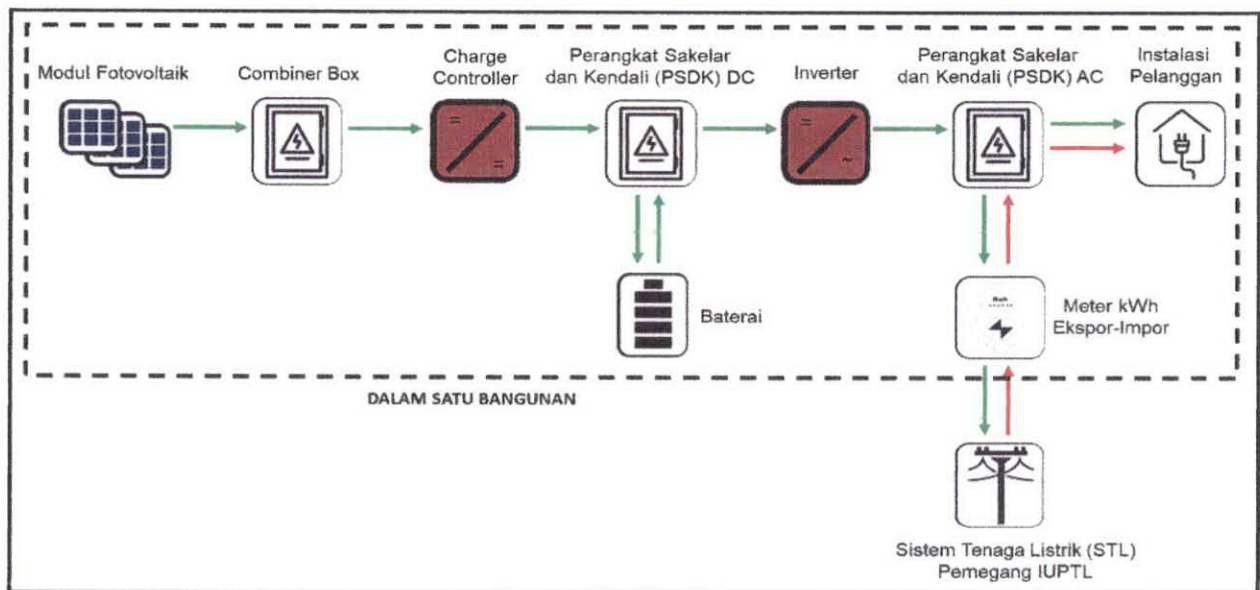 Modul Fotovoltaik
Combiner Box
Charge
Controller
Perangkat Sakelar
dan Kendali (PSDK) DC
Inverter
Perangkat Sakelar
dan Kendali (PSDK) AC
Instalasi
Pelanggan
Baterai
Meter kWh
Ekspor-Impor
DALAM SATU BANGUNAN
Sistem Tenaga Listrik (STL)
Pemegang IUPTL